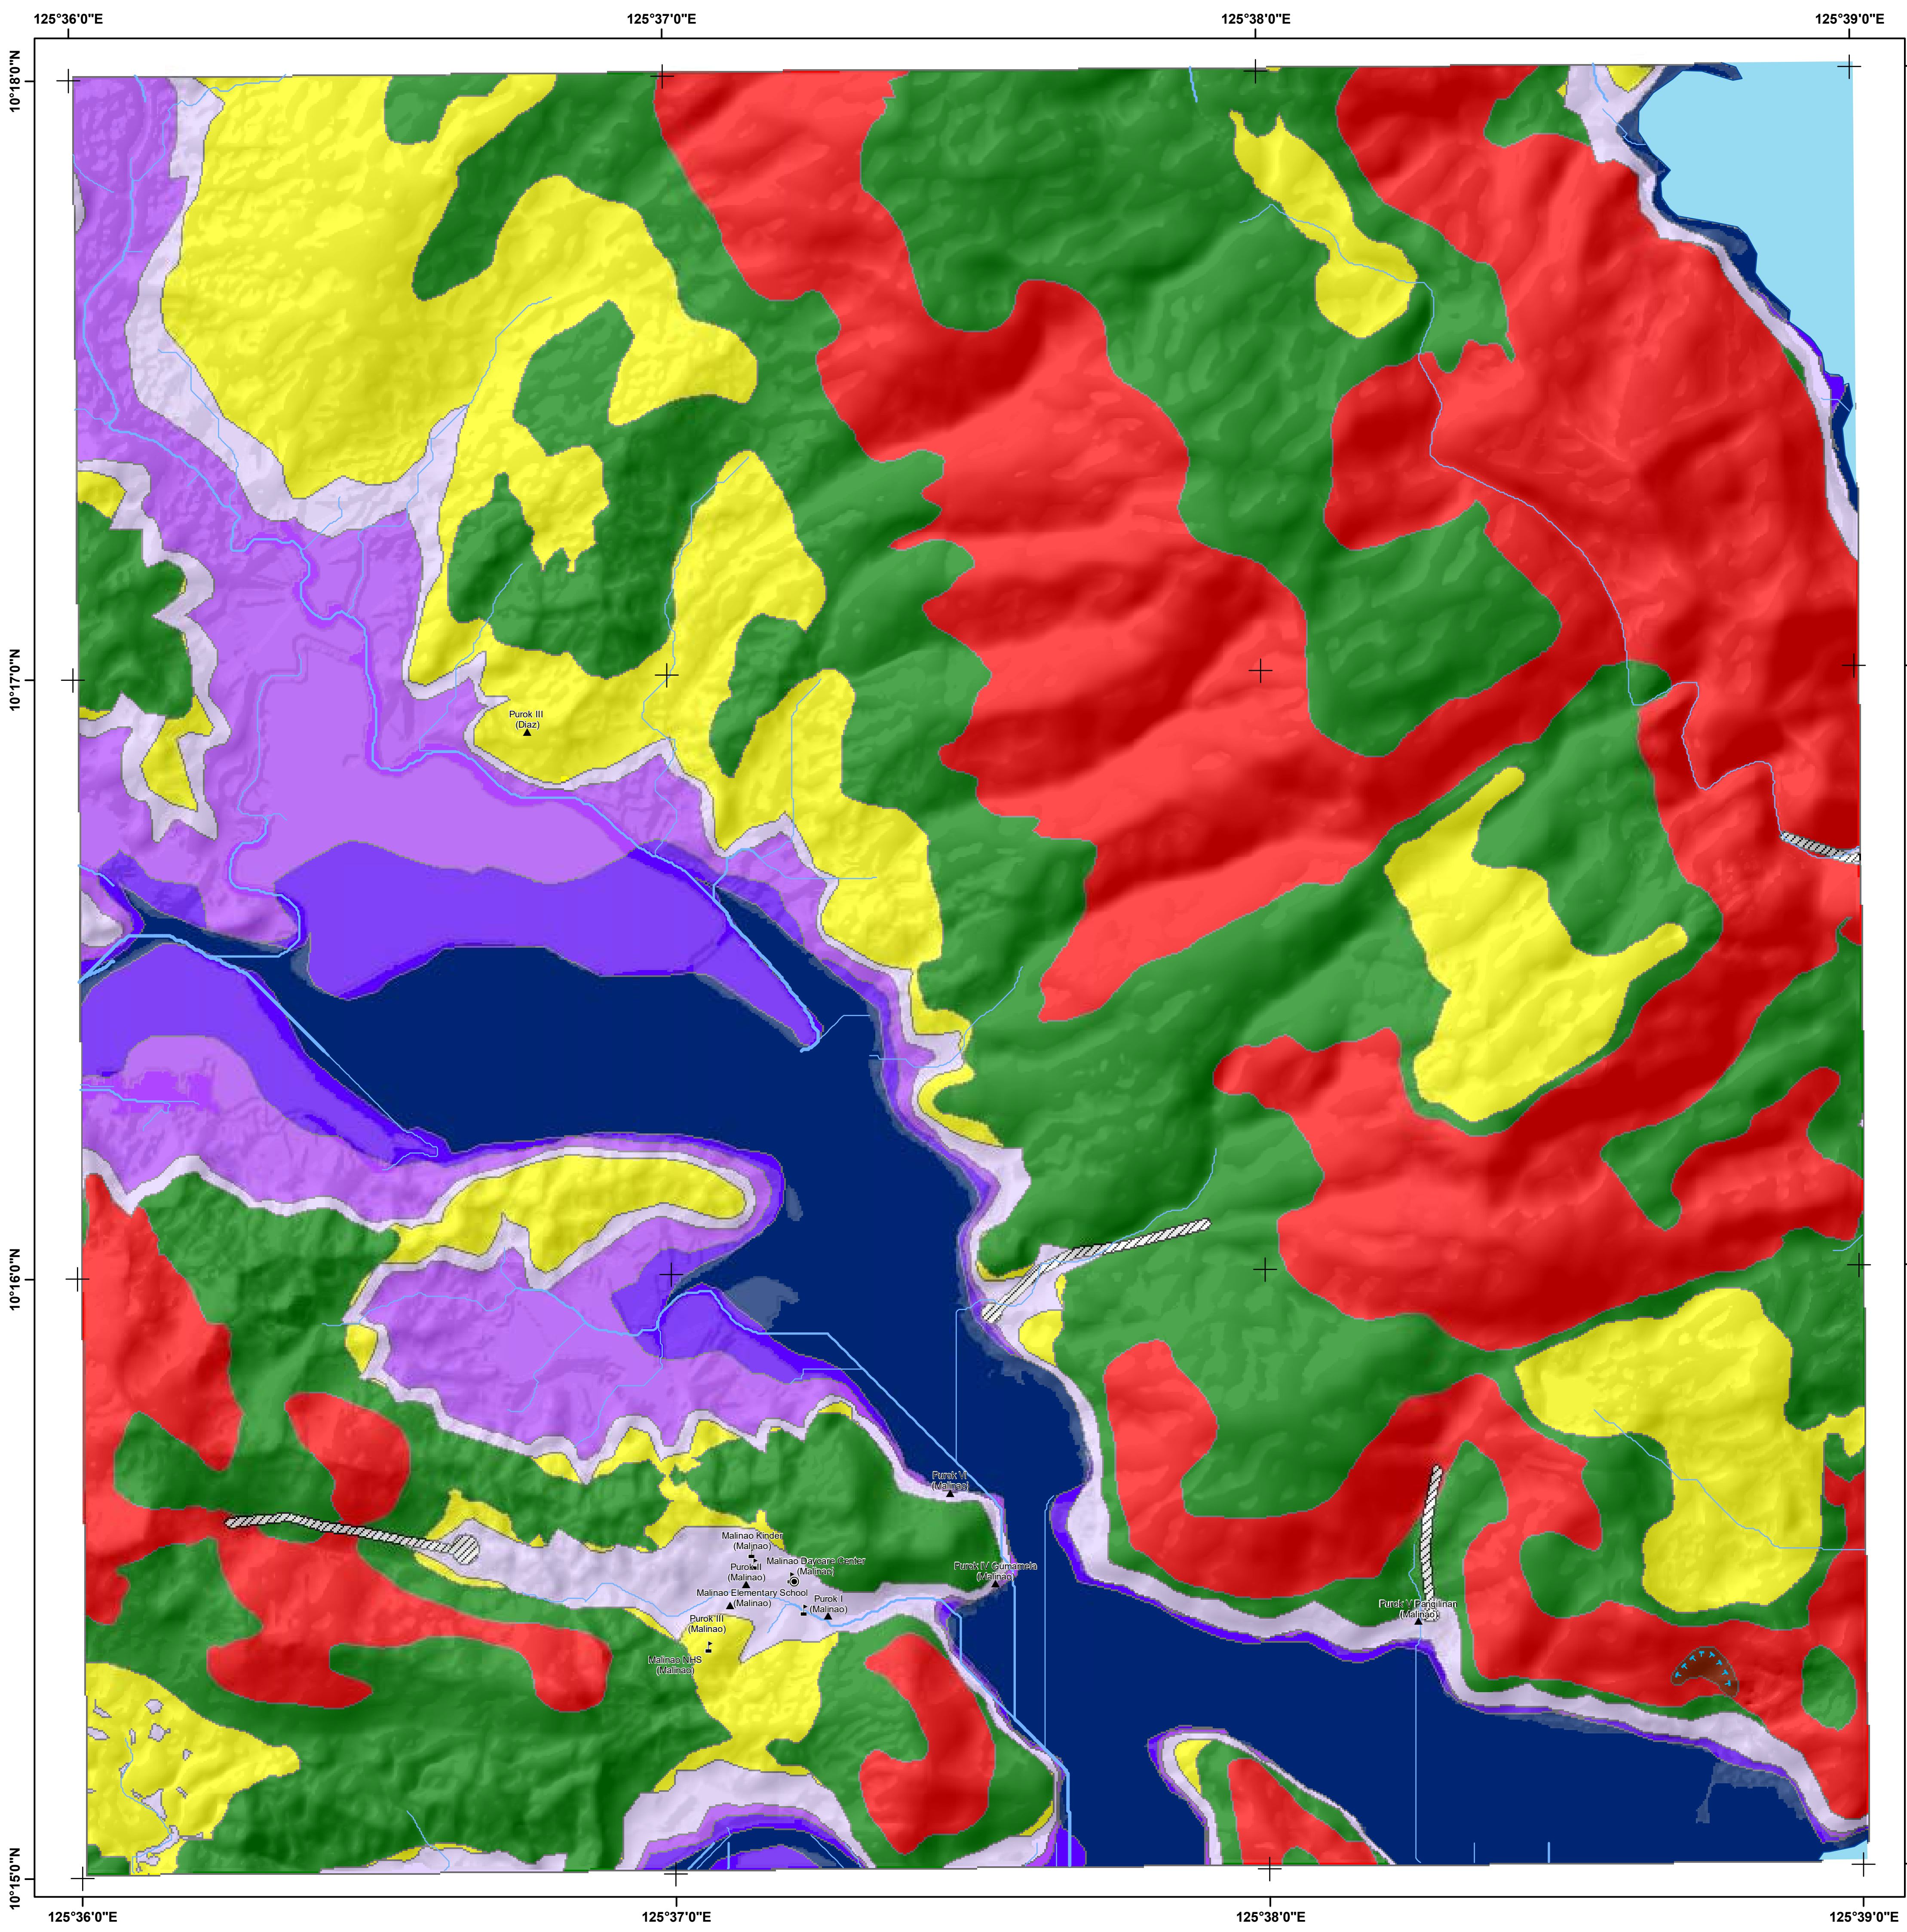 125°36'0"E 125°37'0"E 125°38'0"E 125°39'0"E
10°18'0"N
10°17'0"N
Purok III
(Diaz)
10°16'0"N
Purok VI
(Malinao)
Malinao Kinder
(Malinao)
Malinao Daycare Center
(Malinao)
Purok IV Gumamela
(Malinao)
Purok II
(Malinao)
Malinao Elementary School
(Malinao)
Purok I
(Malinao)
Purok V Pangilinan
(Malinao)
Purok III
(Malinao)
Malinao NHS
(Malinao)
10°15'0"N
125°36'0"E 125°37'0"E 125°38'0"E 125°39'0"E